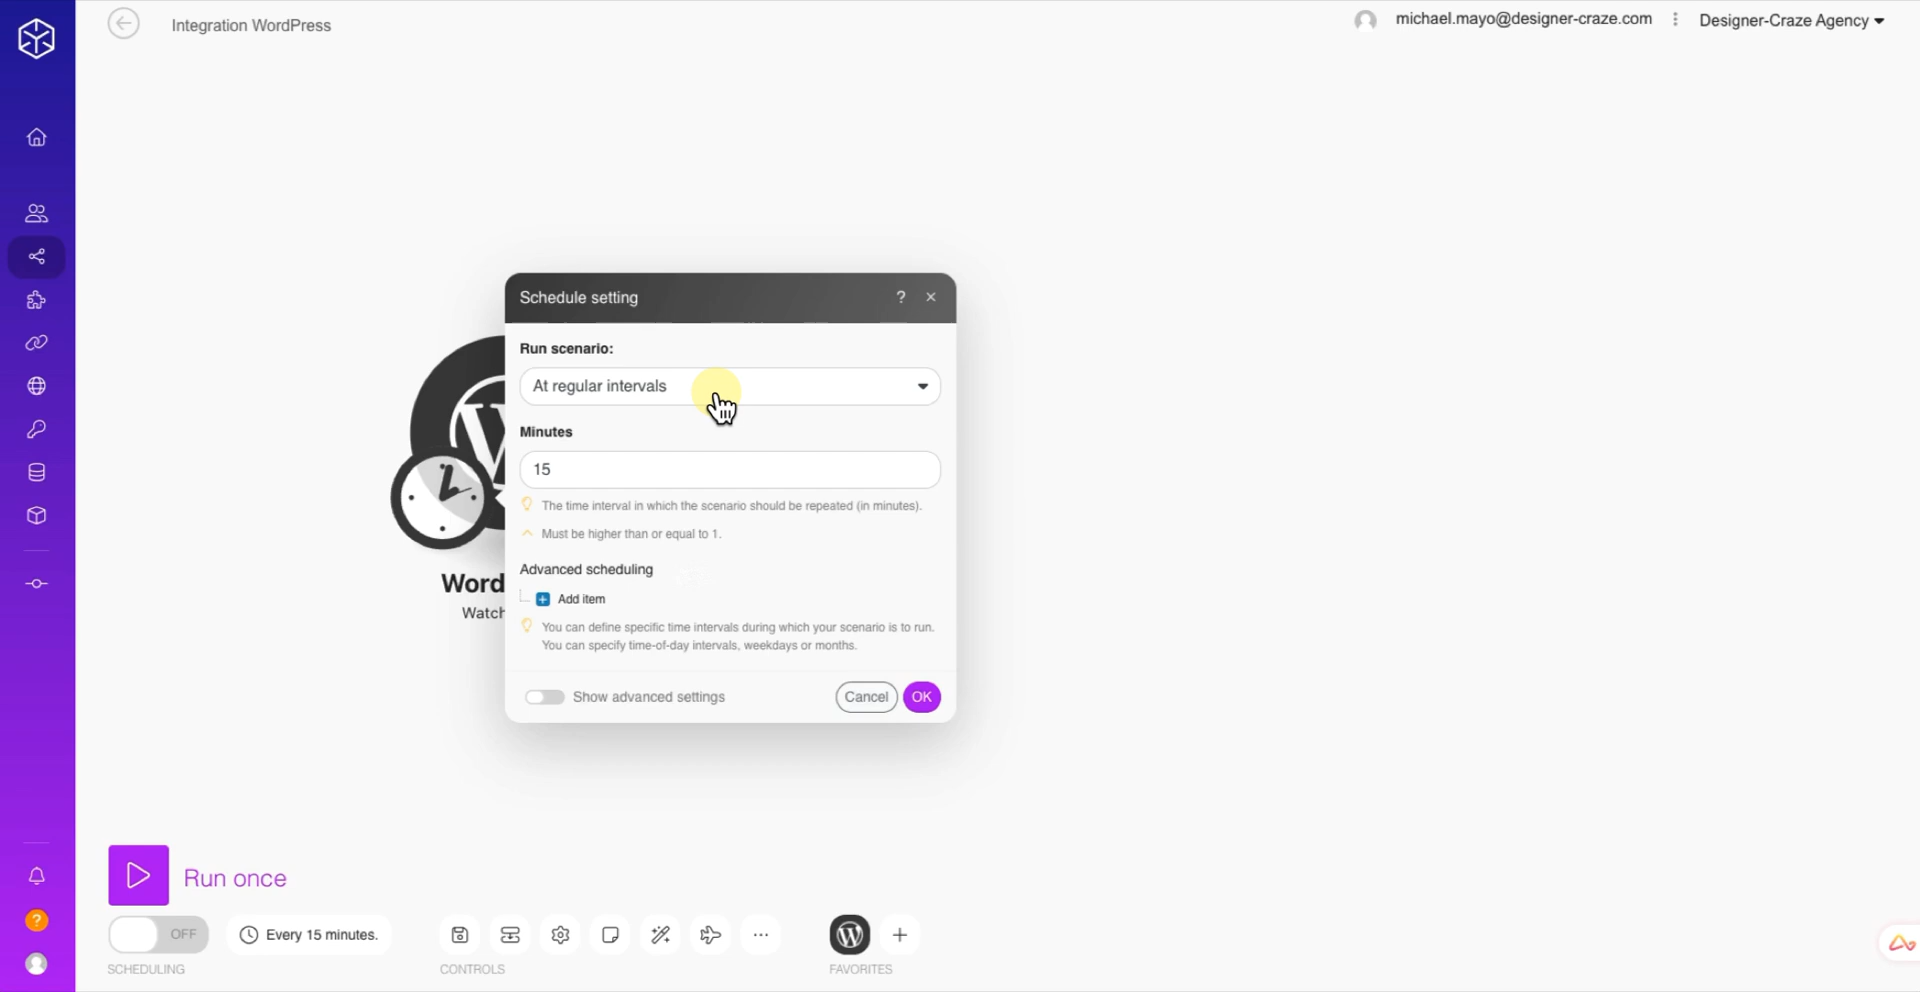 Integration WordPress
michael.mayo@designer-craze.com
Designer-Craze Agency
Schedule setting
?
Run scenario:
At regular intervals
Minutes
15
The time interval in which the scenario should be repeated (in minutes).
Must be higher than or equal to 1.
Advanced scheduling
Add item
You can define specific time intervals during which your scenario is to run.
You can specify time-of-day intervals, weekdays or months.
Show advanced settings
Cancel
OK
Word
Watch
Run once
OFF
Every 15 minutes.
SCHEDULING
CONTROLS
FAVORITES
?